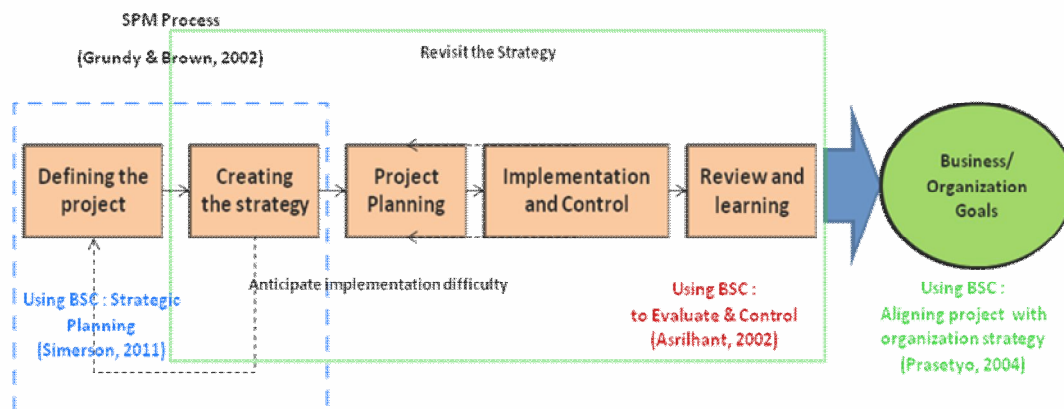 SPM Process
(Grundy & Brown, 2002)
Revisit the Strategy
Defining the
project
Creating
the strategy
Project
Planning
Implementation
and Control
Review and
learning
Business/
Organization
Goals
Anticipate implementation difficulty
Using BSC : Strategic
Planning
(Simerson, 2011)
Using BSC :
to Evaluate & Control
(Asrilhant, 2002)
Using BSC :
Aligning project with
organization strategy
(Prasetyo, 2004)